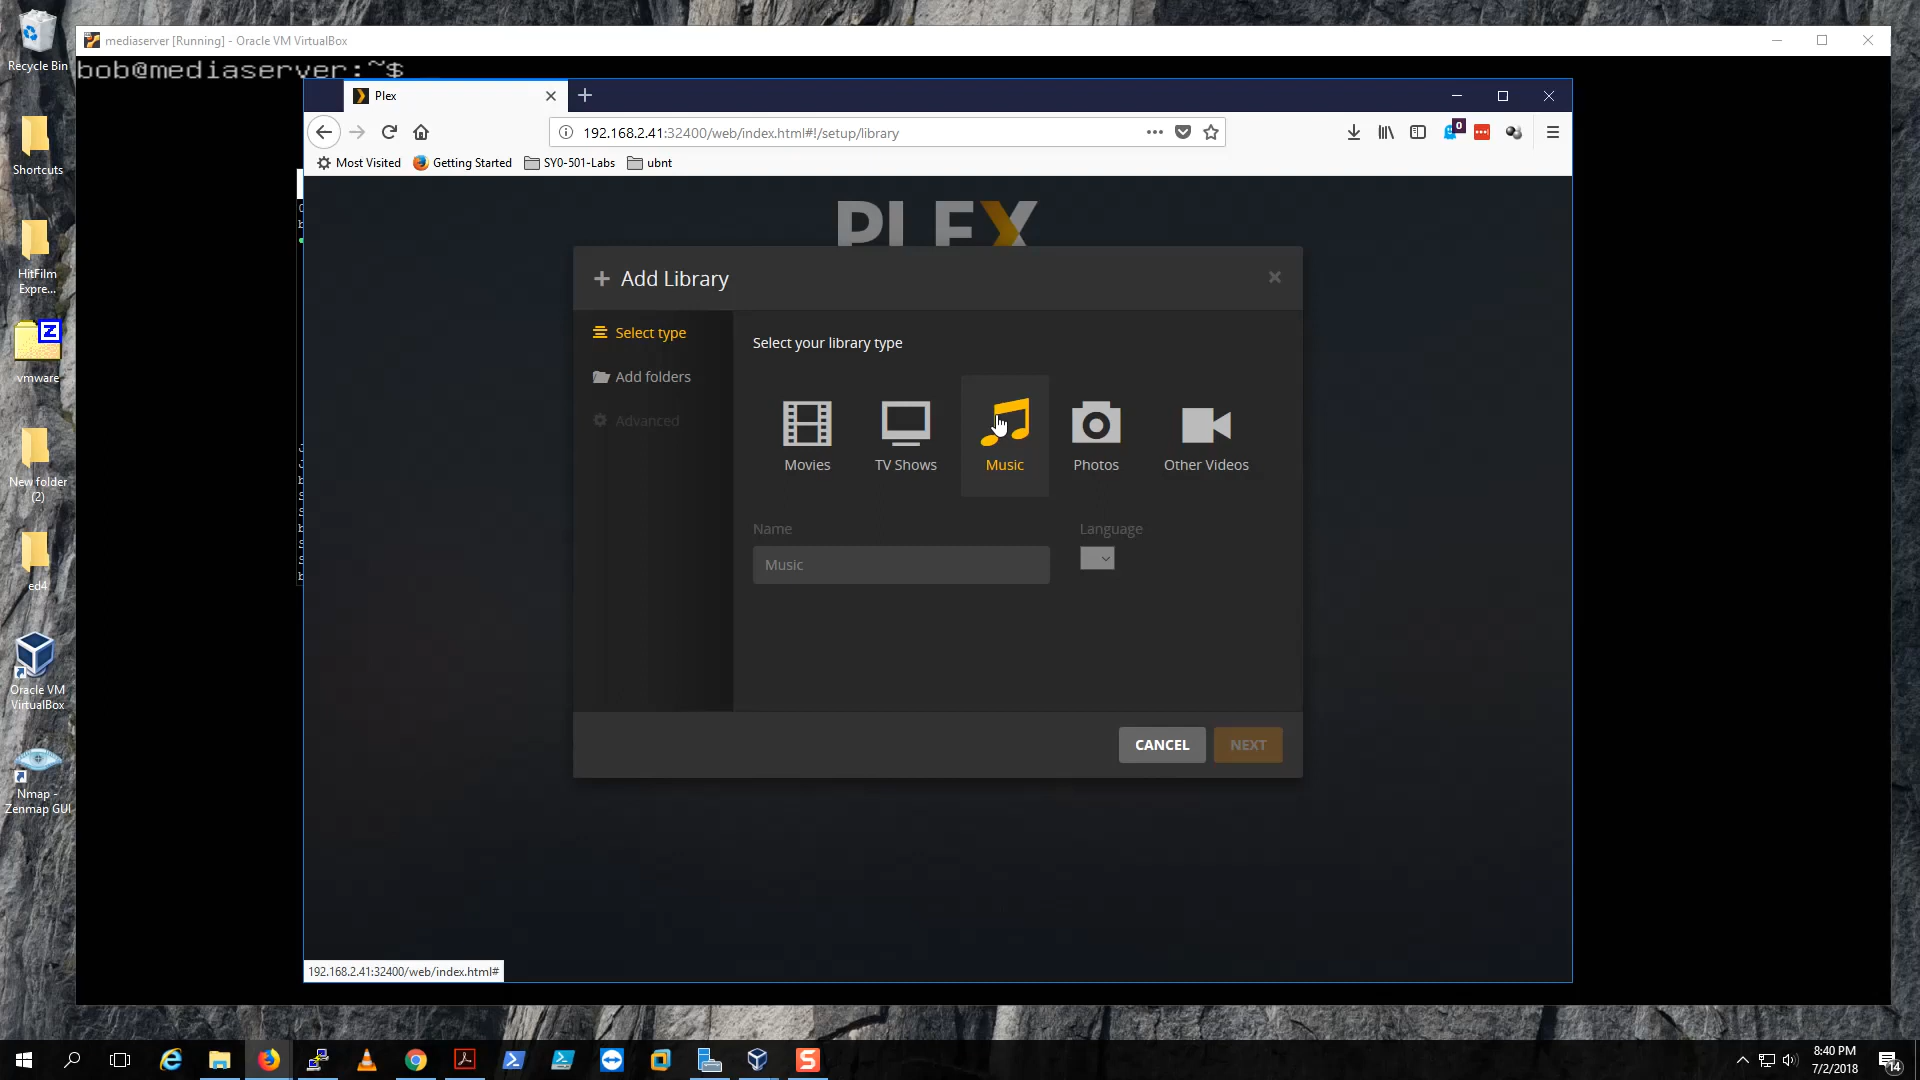 Recycle Bin
Shortcuts
HitFilm
Expre...
Z
vmware
New folder
(2)
ed4
Oracle VM
VirtualBox
Nmap -
Zenmap GUI
mediaserver [Running] - Oracle VM VirtualBox
bob@mediaserver:~$
Plex
192.168.2.41:32400/web/index.html#!/setup/library
0
Most Visited
Getting Started
SY0-501-Labs
ubnt
PLEX
Add Library
Select type
Add folders
Advanced
Select your library type
Movies
TV Shows
Music
Photos
Other Videos
Name
Language
Music
CANCEL
NEXT
192.168.2.41:32400/web/index.html#
8:40 PM
7/2/2018
14